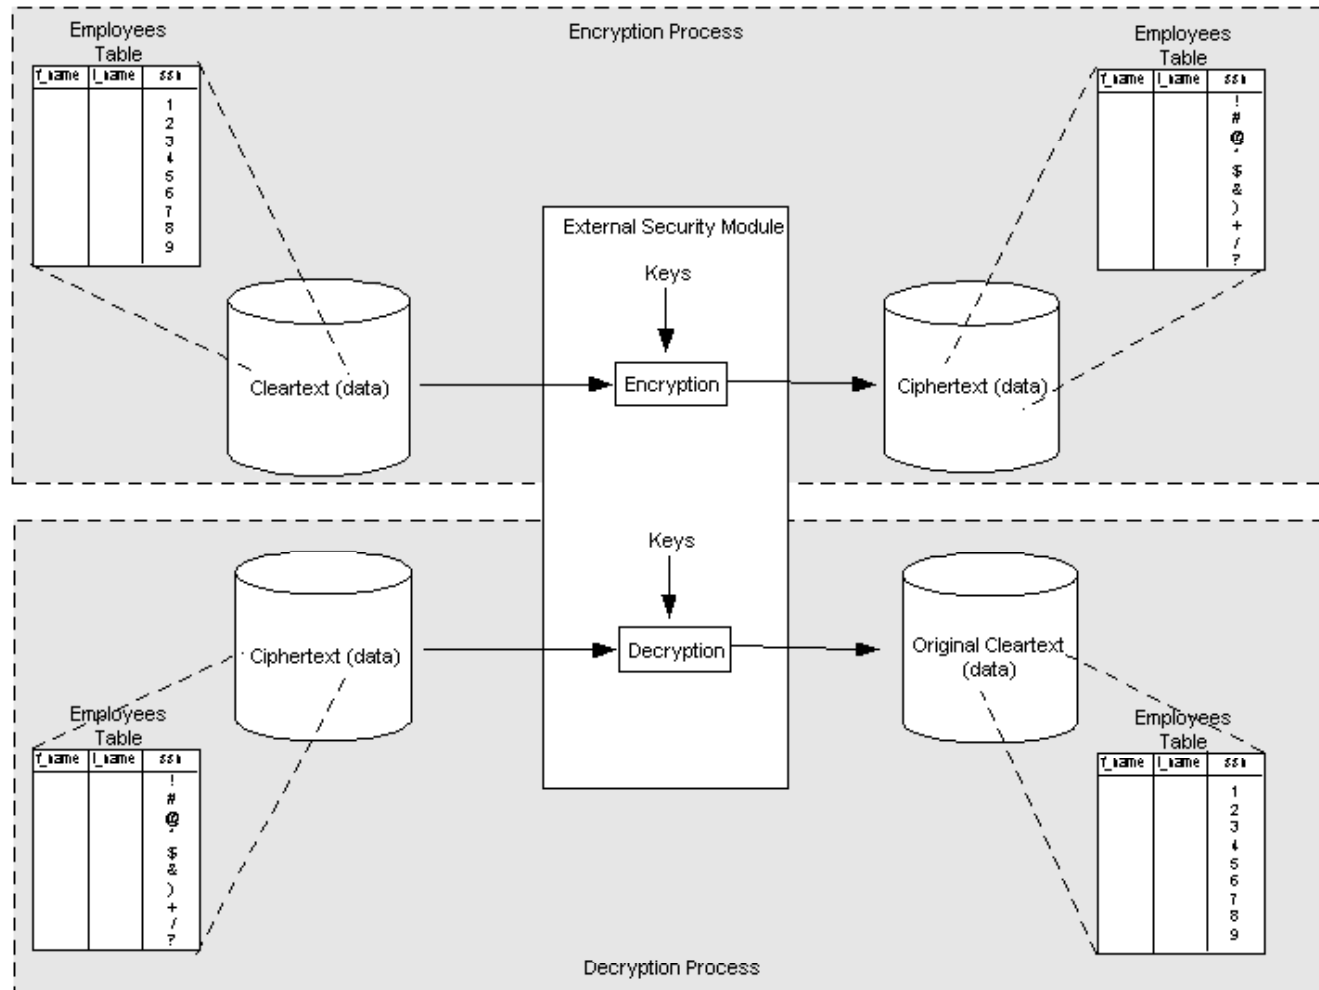 Encryption Process
Employees
Table
f_name l_name ssn
1
2
3
4
5
6
7
8
9
Employees
Table
f_name l_name ssn
!
#
@
*
$
&
)
+
/
?
External Security Module
Keys
Cleartext (data)
Encryption
Ciphertext (data)
Keys
Ciphertext (data)
Decryption
Original Cleartext
(data)
Employees
Table
f_name l_name ssn
!
#
@
*
$
&
)
+
/
?
Employees
Table
f_name l_name ssn
1
2
3
4
5
6
7
8
9
Decryption Process